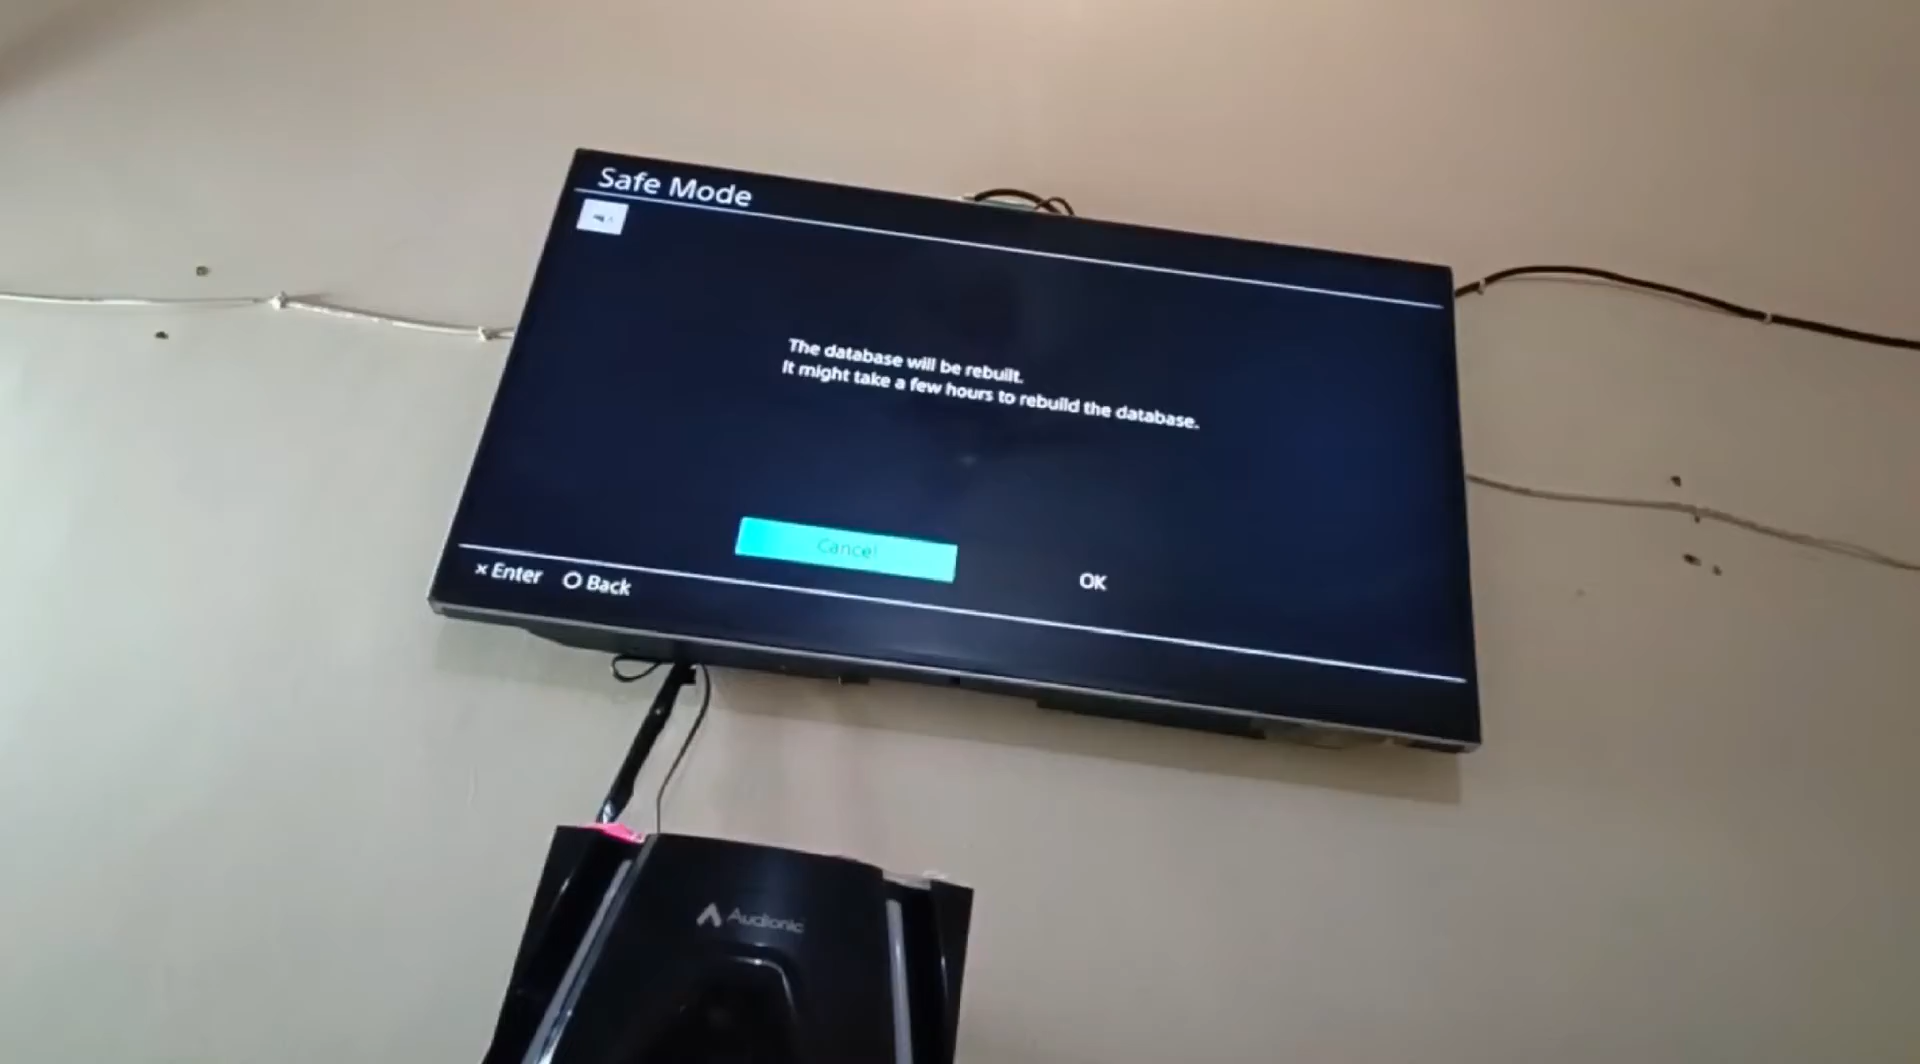 Safe Mode
The database will be rebuilt.
It might take a few hours to rebuild the database.
Cancel
OK
× Enter
○ Back
Audionic